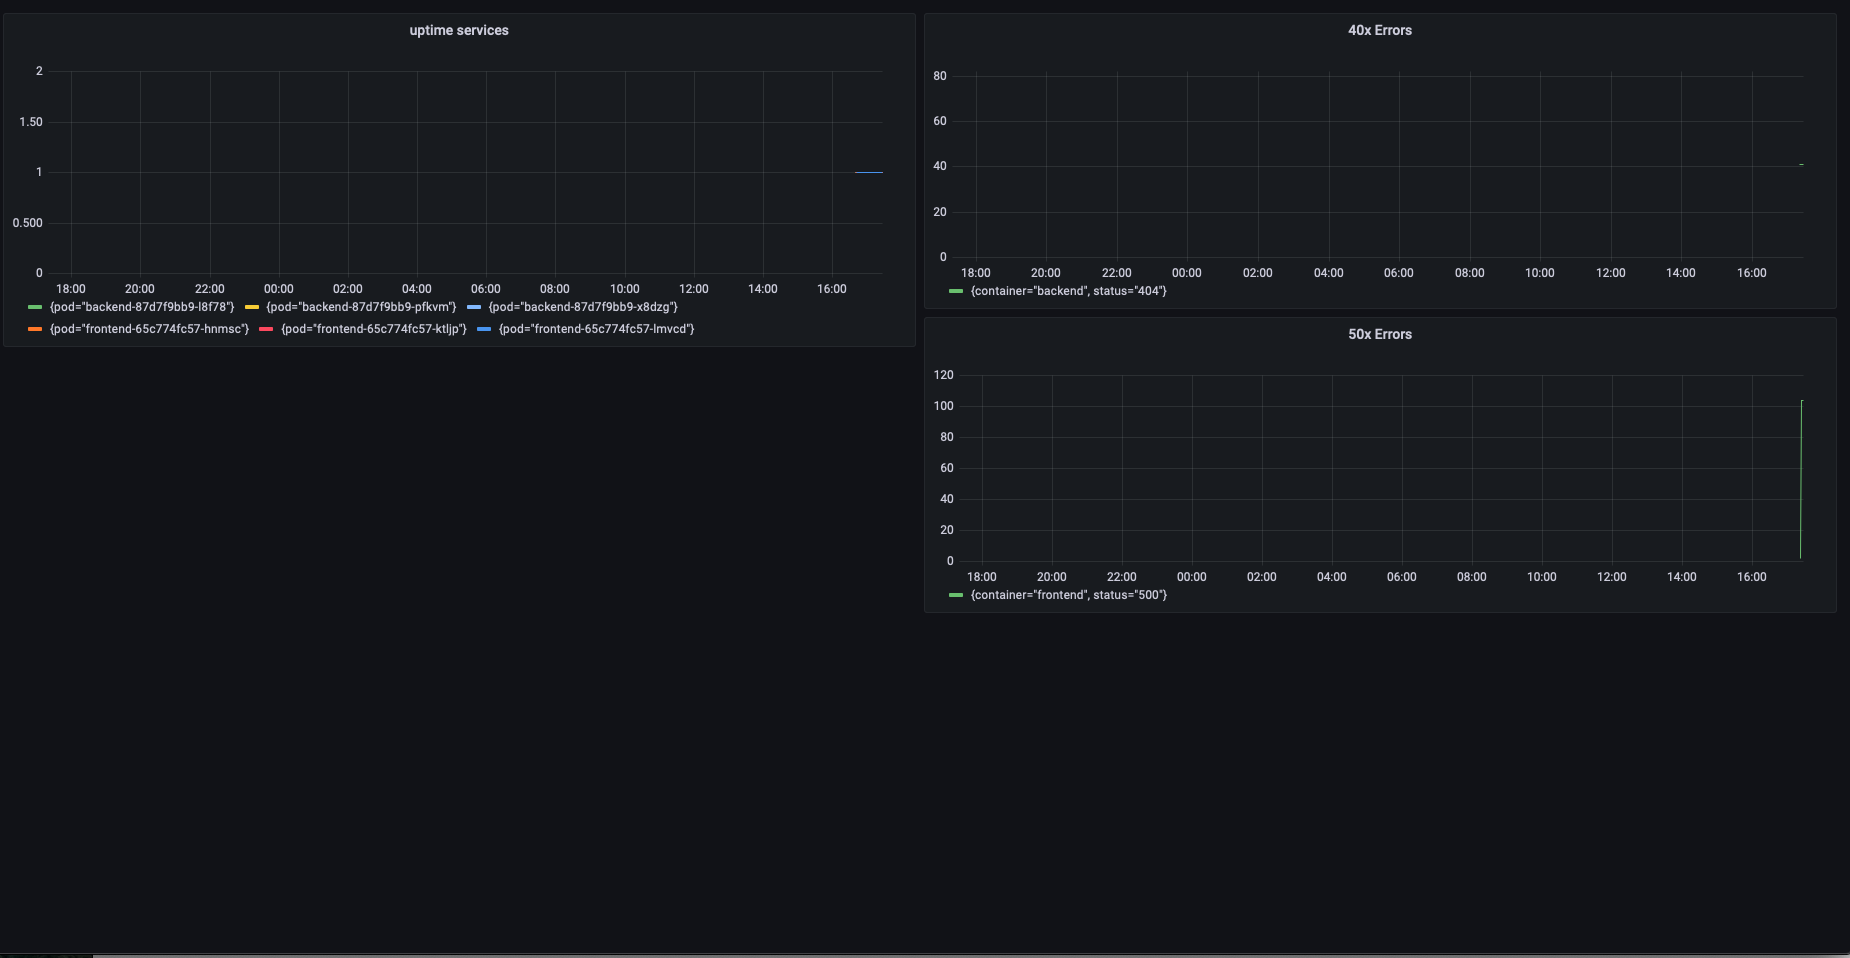 uptime services
2
1.50
1
0.500
0
18:00 20:00 22:00 00:00 02:00 04:00 06:00 08:00 10:00 12:00 14:00 16:00
{pod="backend-87d7f9bb9-l8f78"} {pod="backend-87d7f9bb9-pfkvm"} {pod="backend-87d7f9bb9-x8dzg"}
{pod="frontend-65c774fc57-hnmsc"} {pod="frontend-65c774fc57-ktljp"} {pod="frontend-65c774fc57-lmvcd"}
40x Errors
80
60
40
20
0
18:00 20:00 22:00 00:00 02:00 04:00 06:00 08:00 10:00 12:00 14:00 16:00
{container="backend", status="404"}
50x Errors
120
100
80
60
40
20
0
18:00 20:00 22:00 00:00 02:00 04:00 06:00 08:00 10:00 12:00 14:00 16:00
{container="frontend", status="500"}